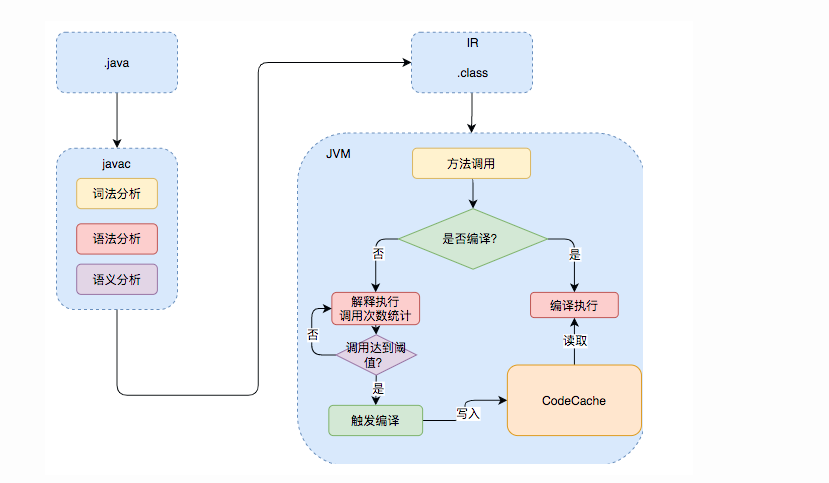 .java
javac
词法分析
语法分析
语义分析
IR
.class
JVM
方法调用
是否编译?
否
是
解释执行
调用次数统计
编译执行
否
调用达到阈
值?
读取
是
触发编译
写入
CodeCache